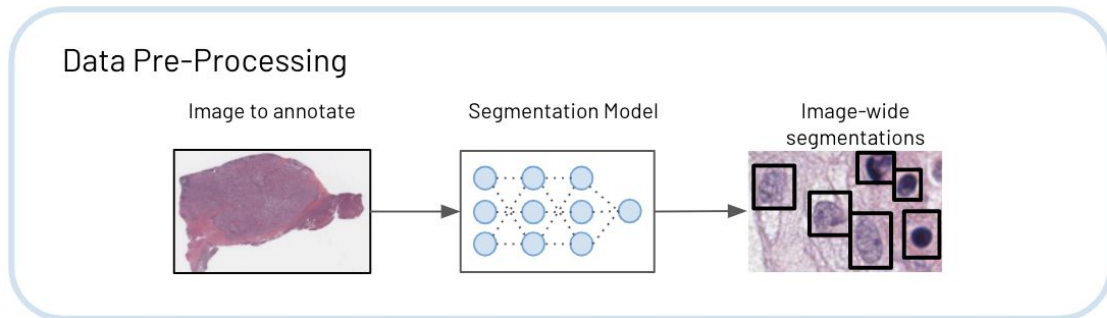 Data Pre-Processing
Image to annotate
Segmentation Model
Image-wide
segmentations